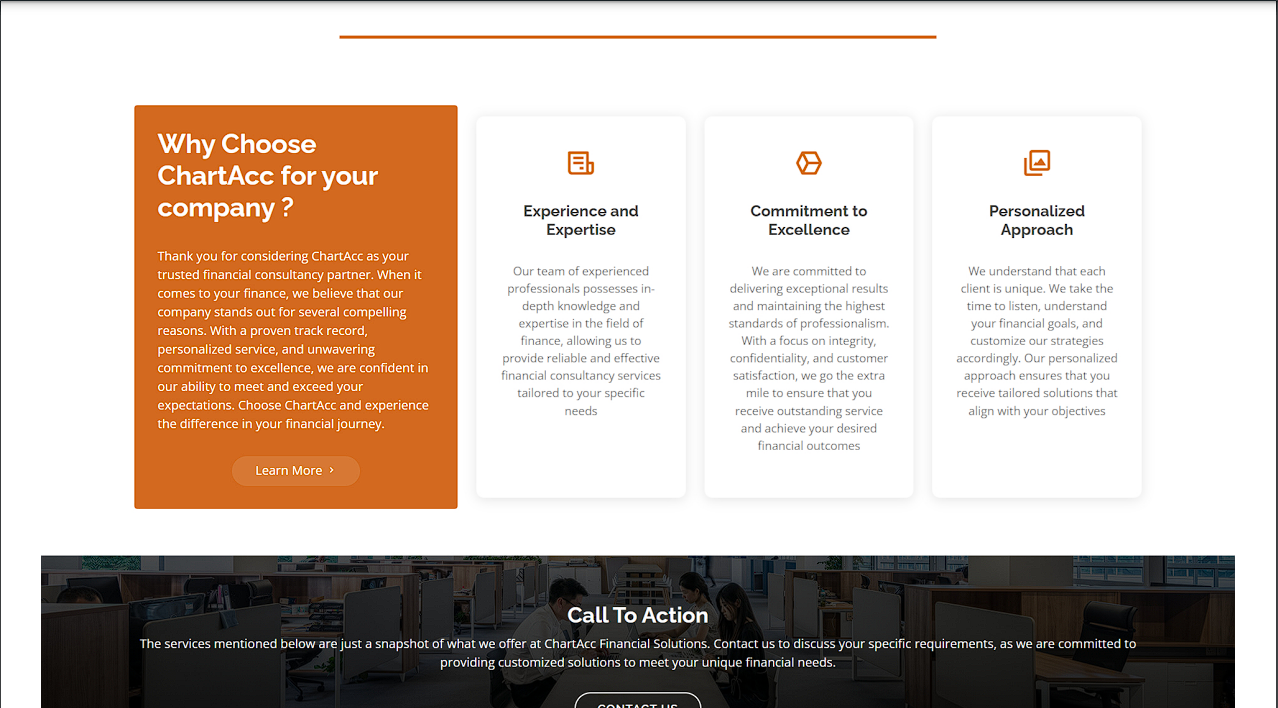 Why Choose
ChartAcc for your
company ?
Thank you for considering ChartAcc as your
trusted financial consultancy partner. When it
comes to your finance, we believe that our
company stands out for several compelling
reasons. With a proven track record,
personalized service, and unwavering
commitment to excellence, we are confident in
our ability to meet and exceed your
expectations. Choose ChartAcc and experience
the difference in your financial journey.
Learn More
Experience and
Expertise
Our team of experienced
professionals possesses in-
depth knowledge and
expertise in the field of
finance, allowing us to
provide reliable and effective
financial consultancy services
tailored to your specific
needs
Commitment to
Excellence
We are committed to
delivering exceptional results
and maintaining the highest
standards of professionalism.
With a focus on integrity,
confidentiality, and customer
satisfaction, we go the extra
mile to ensure that you
receive outstanding service
and achieve your desired
financial outcomes
Personalized
Approach
We understand that each
client is unique. We take the
time to listen, understand
your financial goals, and
customize our strategies
accordingly. Our personalized
approach ensures that you
receive tailored solutions that
align with your objectives
Call To Action
The services mentioned below are just a snapshot of what we offer at ChartAcc Financial Solutions. Contact us to discuss your specific requirements, as we are committed to
providing customized solutions to meet your unique financial needs.
CONTACT US